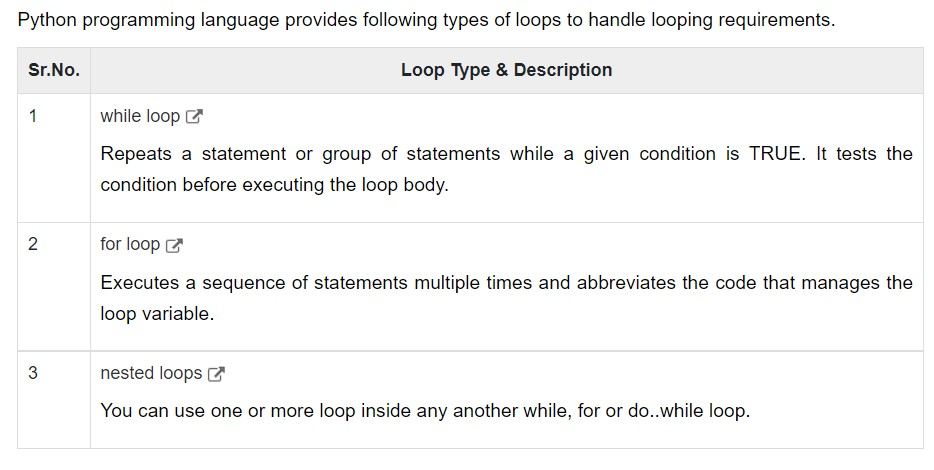 Python programming language provides following types of loops to handle looping requirements.
Sr.No. Loop Type & Description
1 while loop
Repeats a statement or group of statements while a given condition is TRUE. It tests the
condition before executing the loop body.
2 for loop
Executes a sequence of statements multiple times and abbreviates the code that manages the
loop variable.
3 nested loops
You can use one or more loop inside any another while, for or do..while loop.